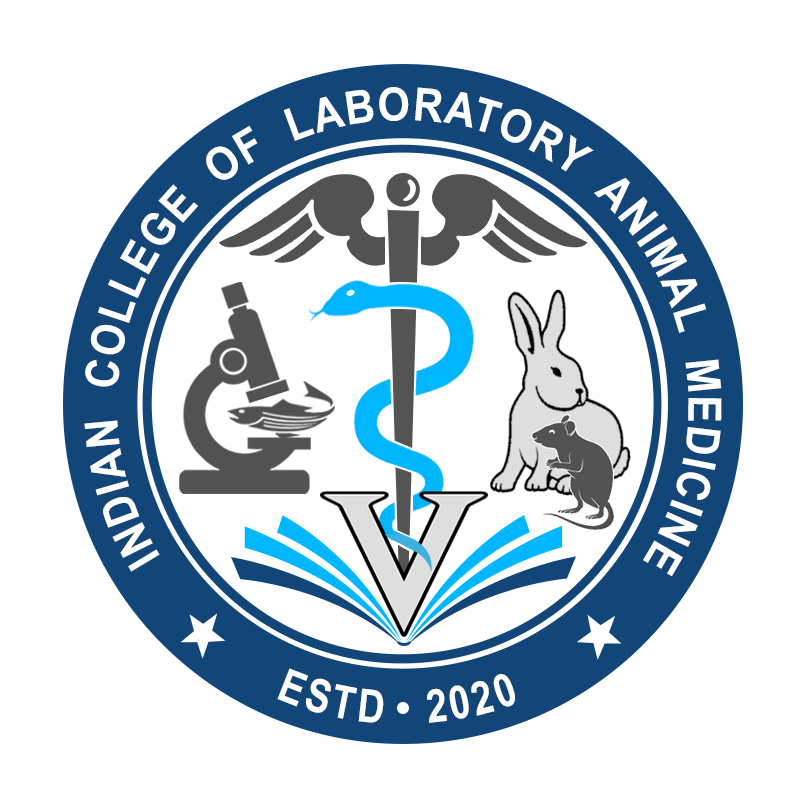 INDIAN COLLEGE OF LABORATORY ANIMAL MEDICINE
V
ESTD • 2020